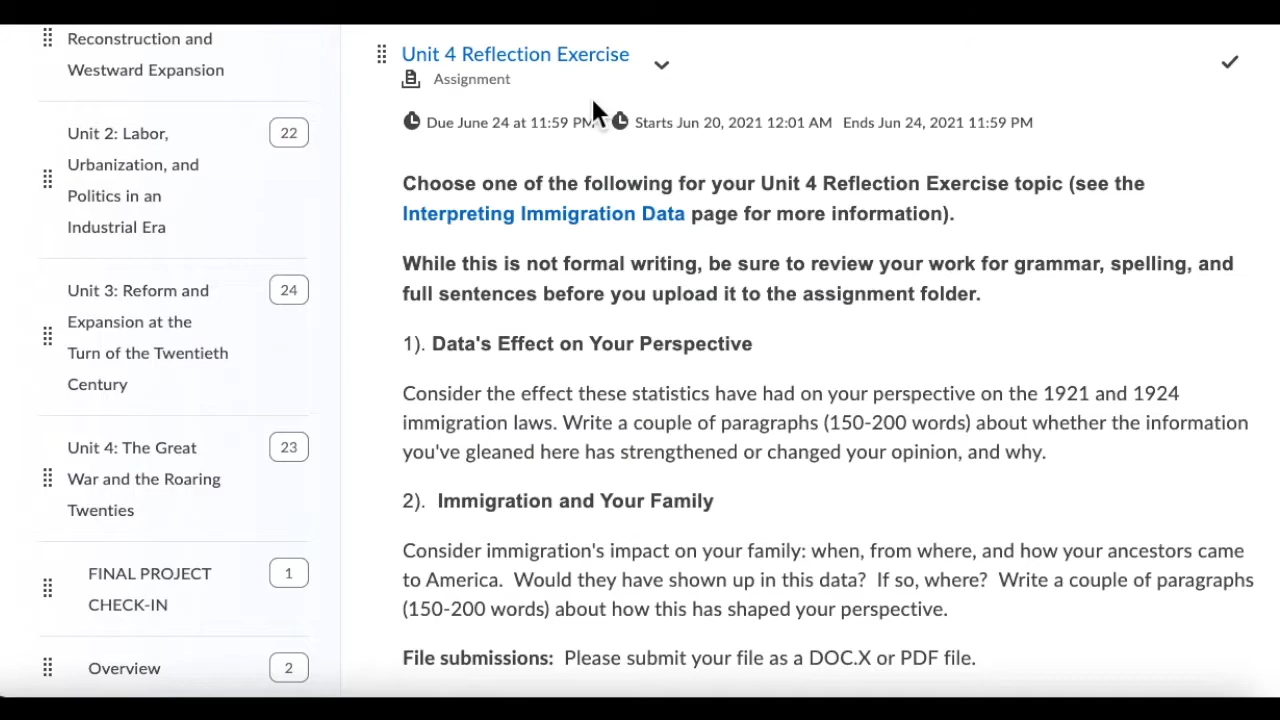 Reconstruction and
Westward Expansion
Unit 2: Labor,
Urbanization, and
Politics in an
Industrial Era
22
Unit 3: Reform and
Expansion at the
Turn of the Twentieth
Century
24
Unit 4: The Great
War and the Roaring
Twenties
23
FINAL PROJECT
CHECK-IN
1
Overview
2
Unit 4 Reflection Exercise
Assignment
Due June 24 at 11:59 PM Starts Jun 20, 2021 12:01 AM Ends Jun 24, 2021 11:59 PM
Choose one of the following for your Unit 4 Reflection Exercise topic (see the
Interpreting Immigration Data page for more information).
While this is not formal writing, be sure to review your work for grammar, spelling, and
full sentences before you upload it to the assignment folder.
1). Data's Effect on Your Perspective
Consider the effect these statistics have had on your perspective on the 1921 and 1924
immigration laws. Write a couple of paragraphs (150-200 words) about whether the information
you've gleaned here has strengthened or changed your opinion, and why.
2). Immigration and Your Family
Consider immigration's impact on your family: when, from where, and how your ancestors came
to America. Would they have shown up in this data? If so, where? Write a couple of paragraphs
(150-200 words) about how this has shaped your perspective.
File submissions: Please submit your file as a DOC.X or PDF file.